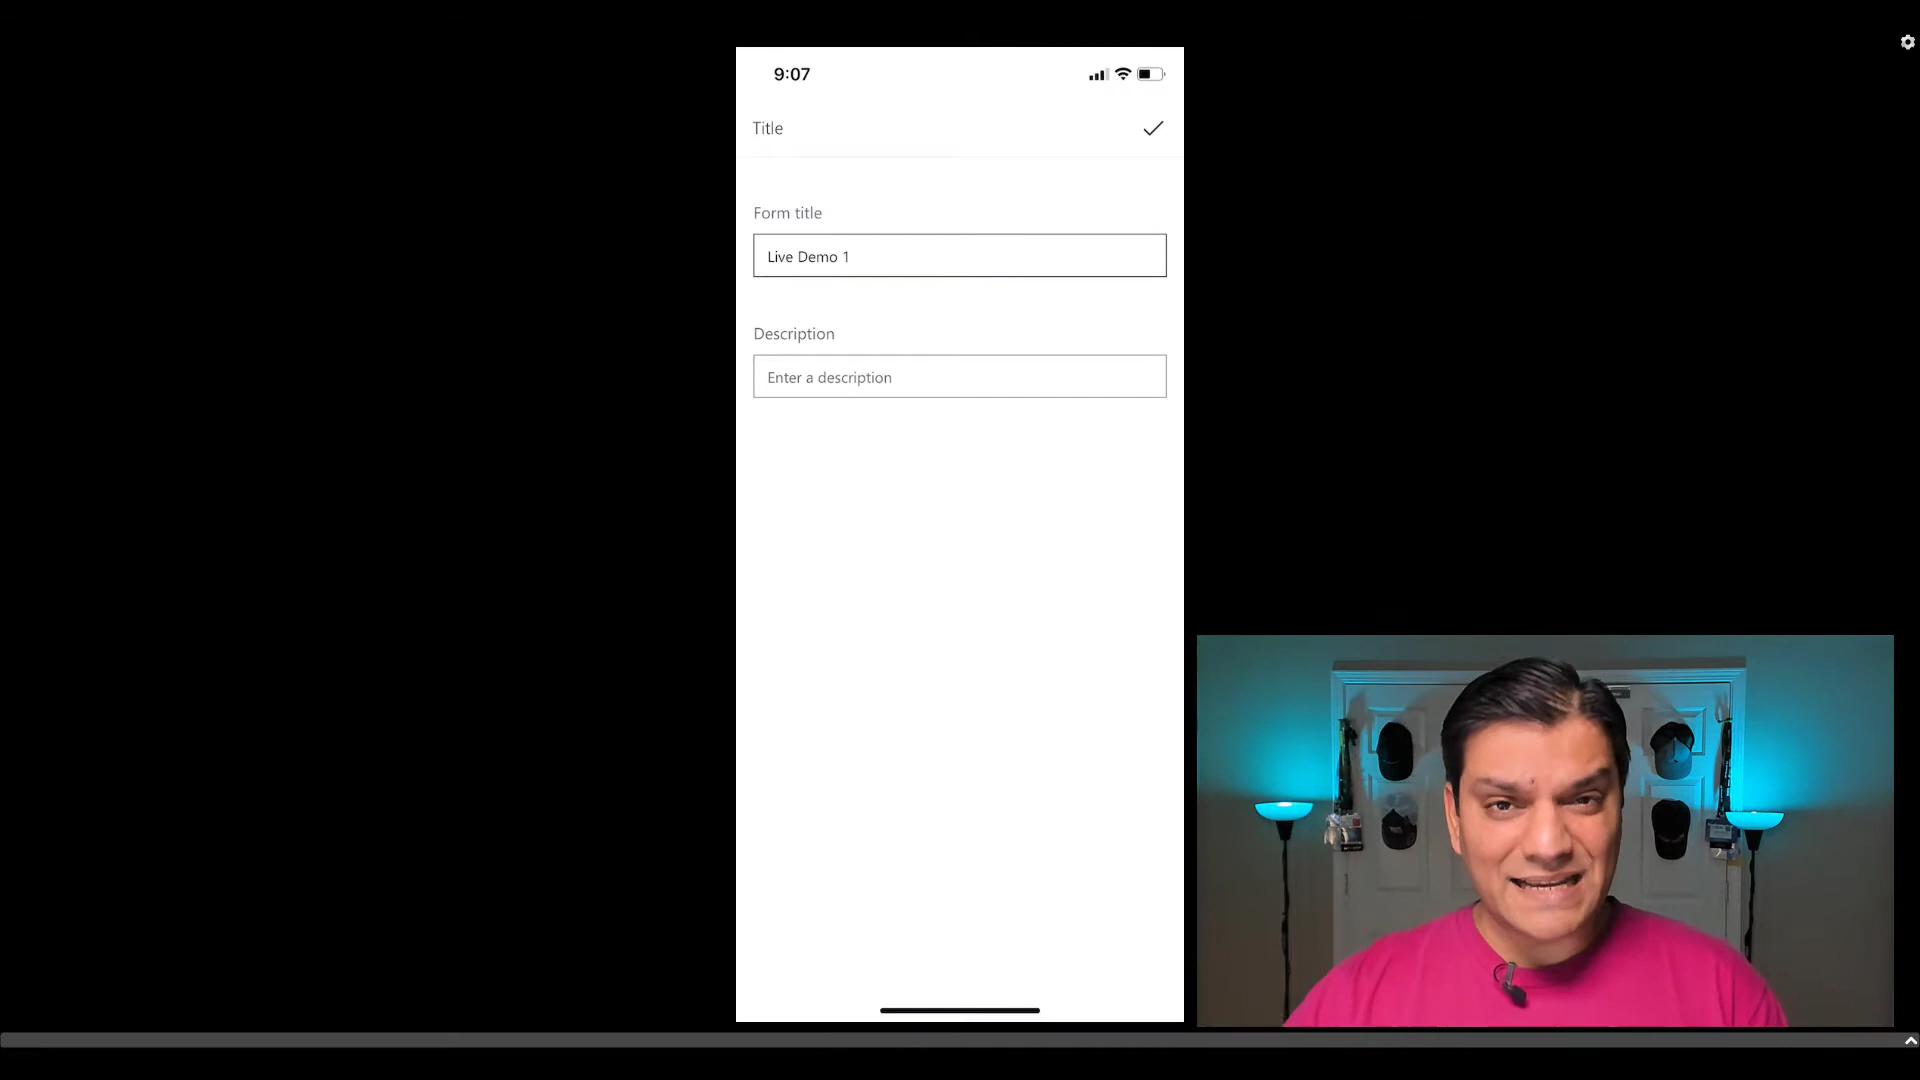 9:07
Title
Form title
Live Demo 1
Description
Enter a description